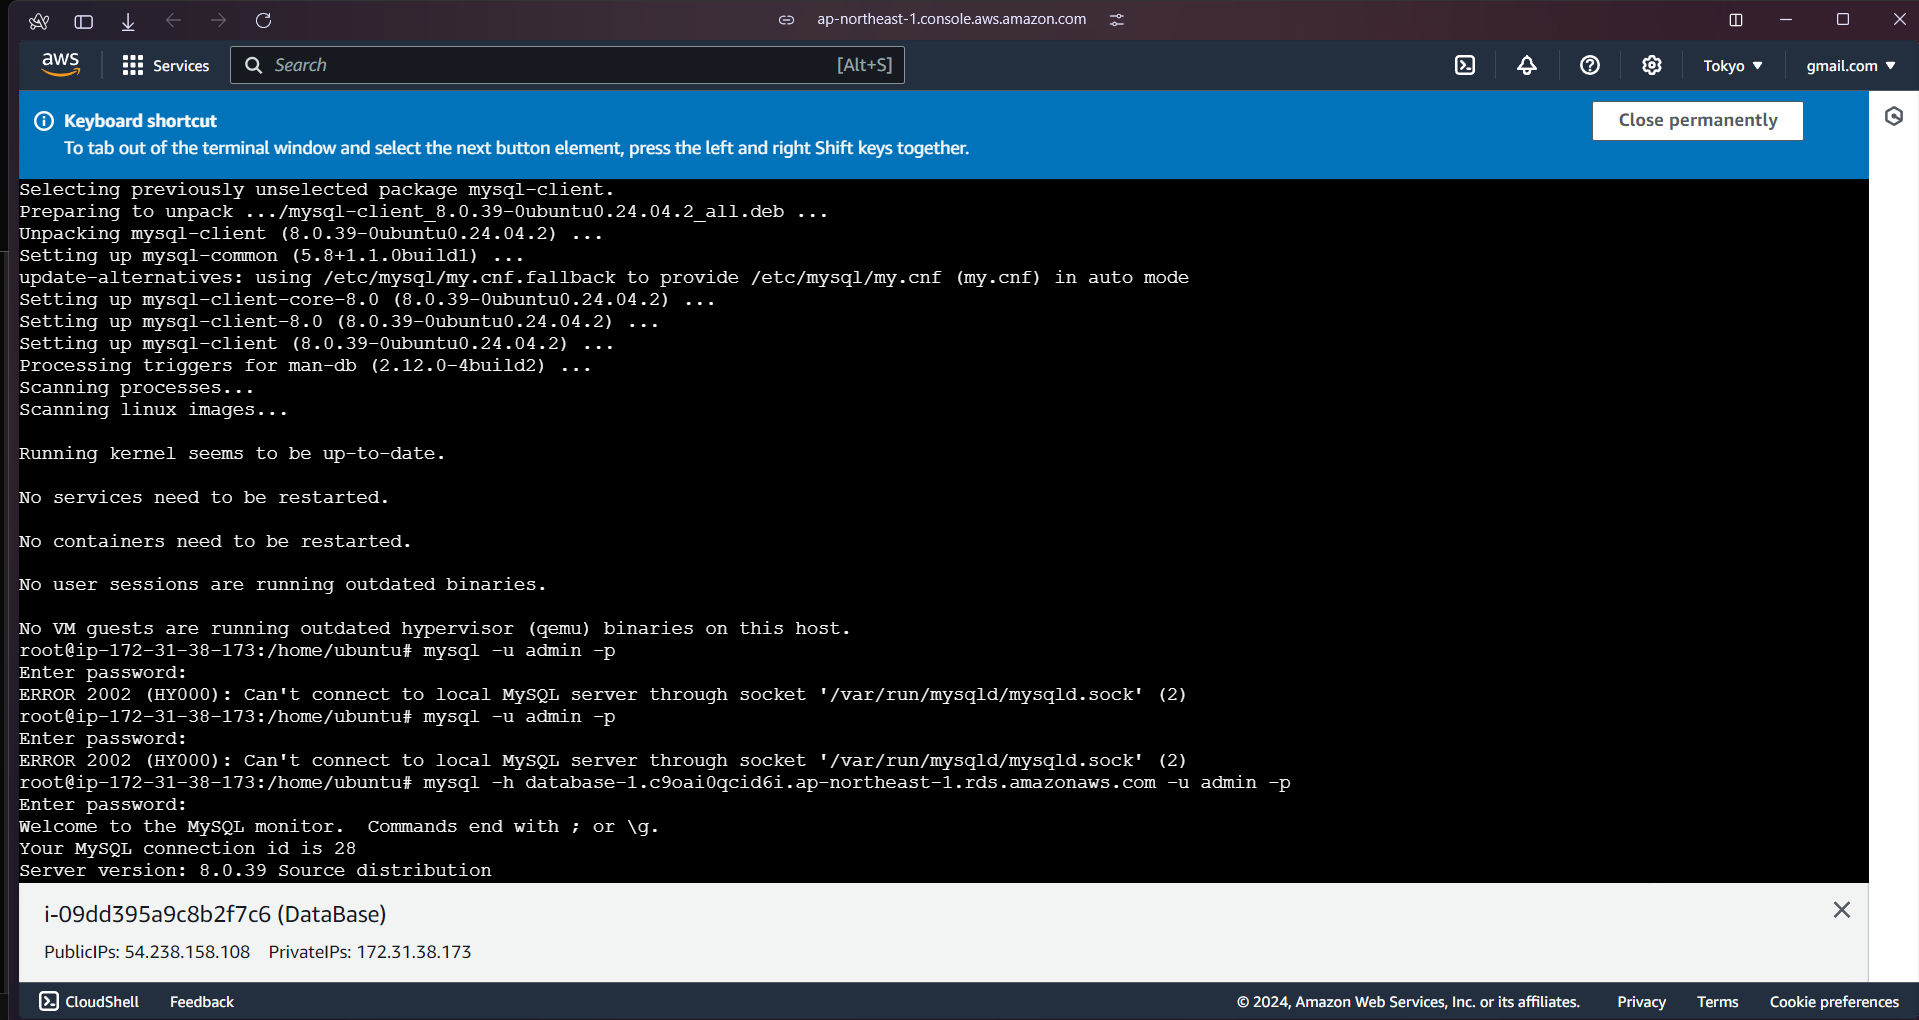 ap-northeast-1.console.aws.amazon.com
aws
Services
Search
[Alt+S]
Tokyo
gmail.com
Keyboard shortcut
To tab out of the terminal window and select the next button element, press the left and right Shift keys together.
Close permanently
Selecting previously unselected package mysql-client.
Preparing to unpack .../mysql-client_8.0.39-0ubuntu0.24.04.2_all.deb ...
Unpacking mysql-client (8.0.39-0ubuntu0.24.04.2) ...
Setting up mysql-common (5.8+1.1.0build1) ...
update-alternatives: using /etc/mysql/my.cnf.fallback to provide /etc/mysql/my.cnf (my.cnf) in auto mode
Setting up mysql-client-core-8.0 (8.0.39-0ubuntu0.24.04.2) ...
Setting up mysql-client-8.0 (8.0.39-0ubuntu0.24.04.2) ...
Setting up mysql-client (8.0.39-0ubuntu0.24.04.2) ...
Processing triggers for man-db (2.12.0-4build2) ...
Scanning processes...
Scanning linux images...
Running kernel seems to be up-to-date.
No services need to be restarted.
No containers need to be restarted.
No user sessions are running outdated binaries.
No VM guests are running outdated hypervisor (qemu) binaries on this host.
root@ip-172-31-38-173:/home/ubuntu# mysql -u admin -p
Enter password:
ERROR 2002 (HY000): Can't connect to local MySQL server through socket '/var/run/mysqld/mysqld.sock' (2)
root@ip-172-31-38-173:/home/ubuntu# mysql -u admin -p
Enter password:
ERROR 2002 (HY000): Can't connect to local MySQL server through socket '/var/run/mysqld/mysqld.sock' (2)
root@ip-172-31-38-173:/home/ubuntu# mysql -h database-1.c9oai0qcid6i.ap-northeast-1.rds.amazonaws.com -u admin -p
Enter password:
Welcome to the MySQL monitor.  Commands end with ; or \g.
Your MySQL connection id is 28
Server version: 8.0.39 Source distribution
i-09dd395a9c8b2f7c6 (DataBase)
PublicIPs: 54.238.158.108    PrivateIPs: 172.31.38.173
CloudShell
Feedback
© 2024, Amazon Web Services, Inc. or its affiliates.
Privacy
Terms
Cookie preferences